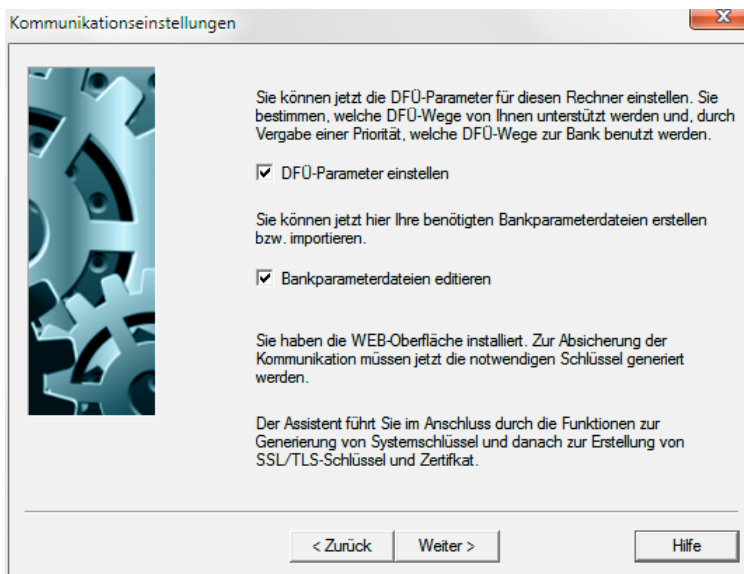 Kommunikationseinstellungen
Sie können jetzt die DFÜ-Parameter für diesen Rechner einstellen. Sie
bestimmen, welche DFÜ-Wege von Ihnen unterstützt werden und, durch
Vergabe einer Priorität, welche DFÜ-Wege zur Bank benutzt werden.
DFÜ-Parameter einstellen
Sie können jetzt hier Ihre benötigten Bankparameterdateien erstellen
bzw. importieren.
Bankparameterdateien editieren
Sie haben die WEB-Oberfläche installiert. Zur Absicherung der
Kommunikation müssen jetzt die notwendigen Schlüssel generiert
werden.
Der Assistent führt Sie im Anschluss durch die Funktionen zur
Generierung von Systemschlüssel und danach zur Erstellung von
SSL/TLS-Schlüssel und Zertifkat.
< Zurück Weiter > Hilfe